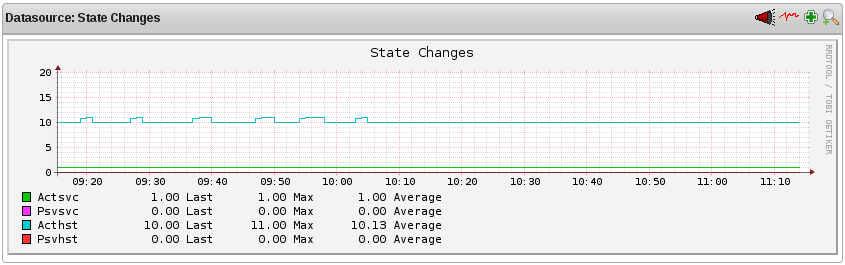 Datasource: State Changes
State Changes
RRDTOOL / TOBI OETIKER
20
15
10
5
0
09:20 09:30 09:40 09:50 10:00 10:10 10:20 10:30 10:40 10:50 11:00 11:10
Actsvc 1.00 Last 1.00 Max 1.00 Average
Psvsvc 0.00 Last 0.00 Max 0.00 Average
Acthst 10.00 Last 11.00 Max 10.13 Average
Psvhst 0.00 Last 0.00 Max 0.00 Average